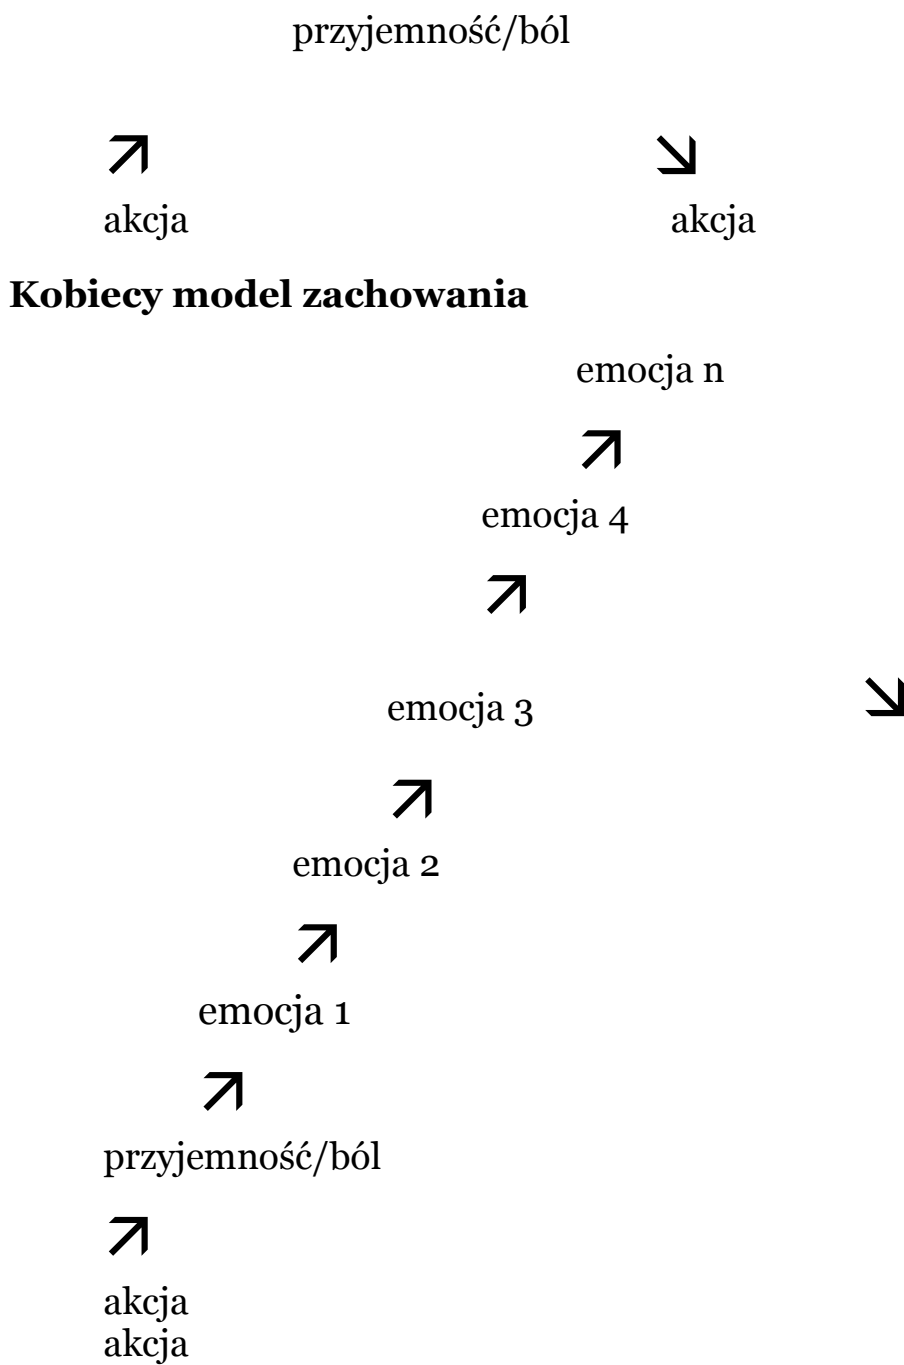 przyjemność/ból
akcja akcja
Kobiecy model zachowania
emocja n
emocja 4
emocja 3
emocja 2
emocja 1
przyjemność/ból
akcja
akcja